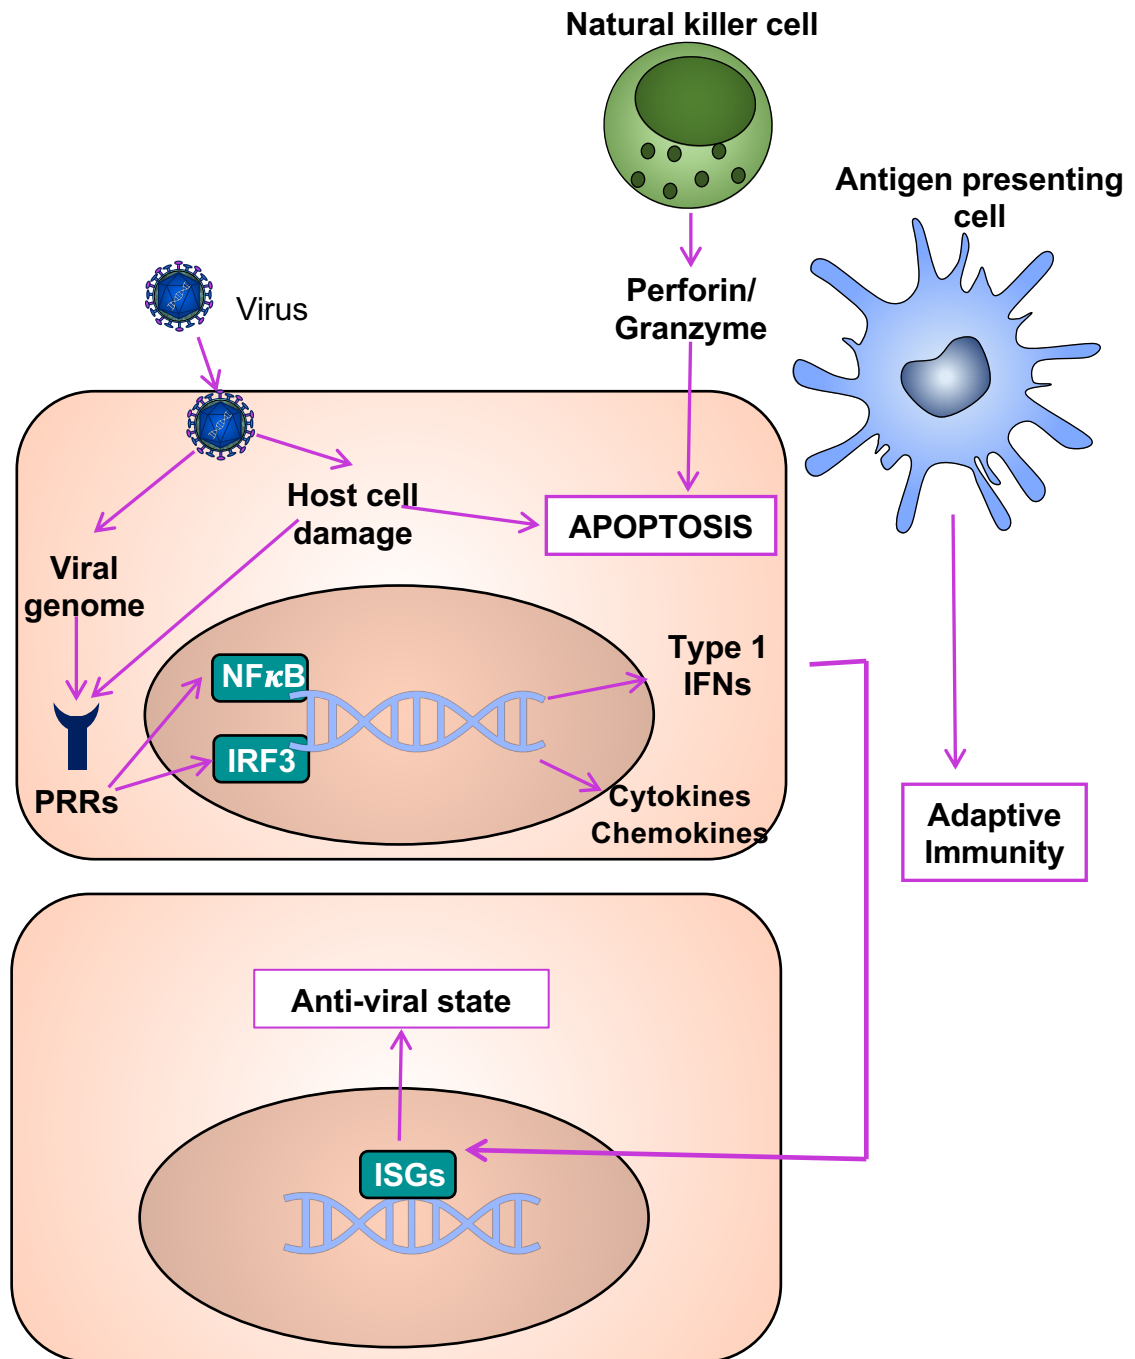 Natural killer cell
Antigen presenting
cell
Perforin/
Granzyme
Virus
Host cell
damage
APOPTOSIS
Viral
genome
NFκB
IRF3
PRRs
Type 1
IFNs
Cytokines
Chemokines
Adaptive
Immunity
Anti-viral state
ISGs